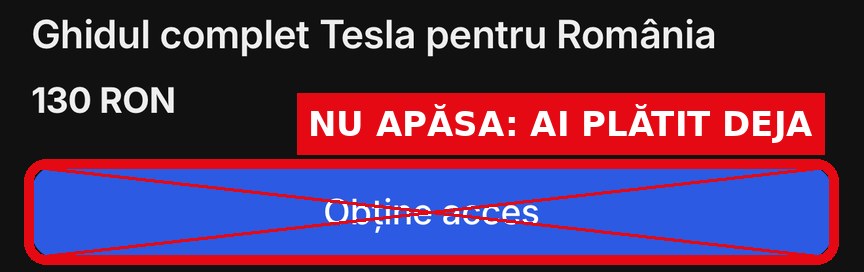 Ghidul complet Tesla pentru România
130 RON
NU APĂSA: AI PLĂTIT DEJA
Obține acces